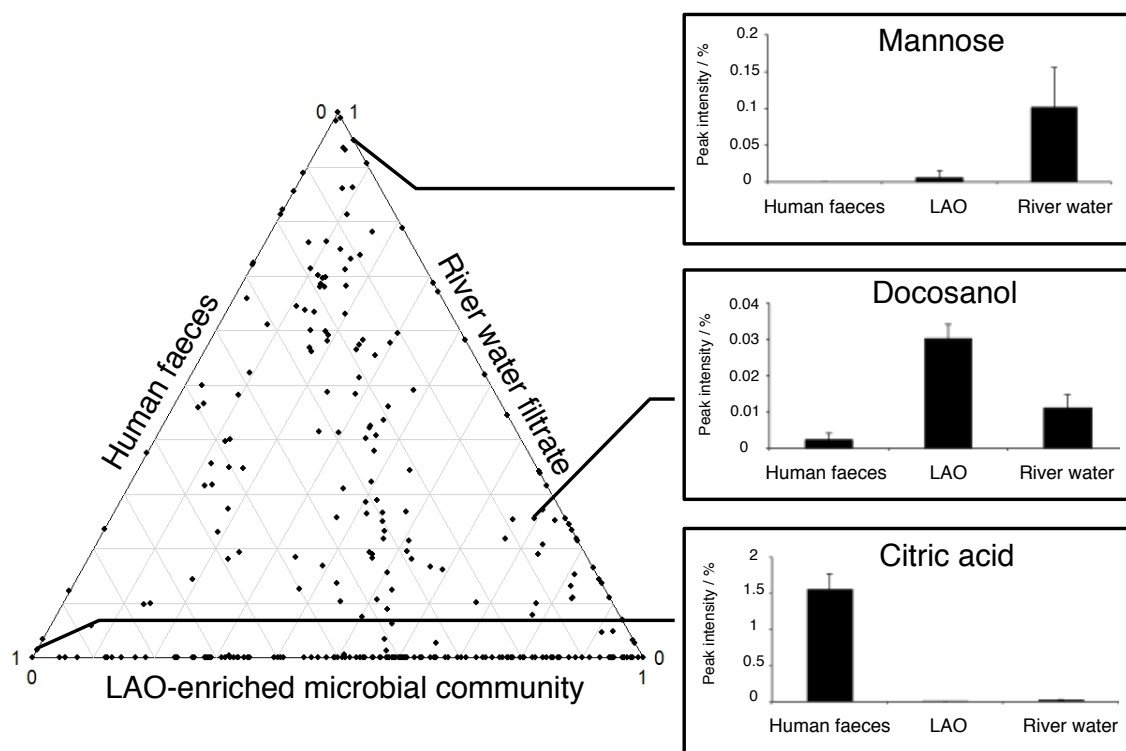 0 1
Human faeces
River water filtrate
1
0
0
1
LAO-enriched microbial community
Mannose
Peak intensity / %
0.2
0.15
0.1
0.05
0
Human faeces LAO River water
Docosanol
Peak intensity / %
0.04
0.03
0.02
0.01
0
Human faeces LAO River water
Citric acid
Peak intensity / %
2
1.5
1
0.5
0
Human faeces LAO River water